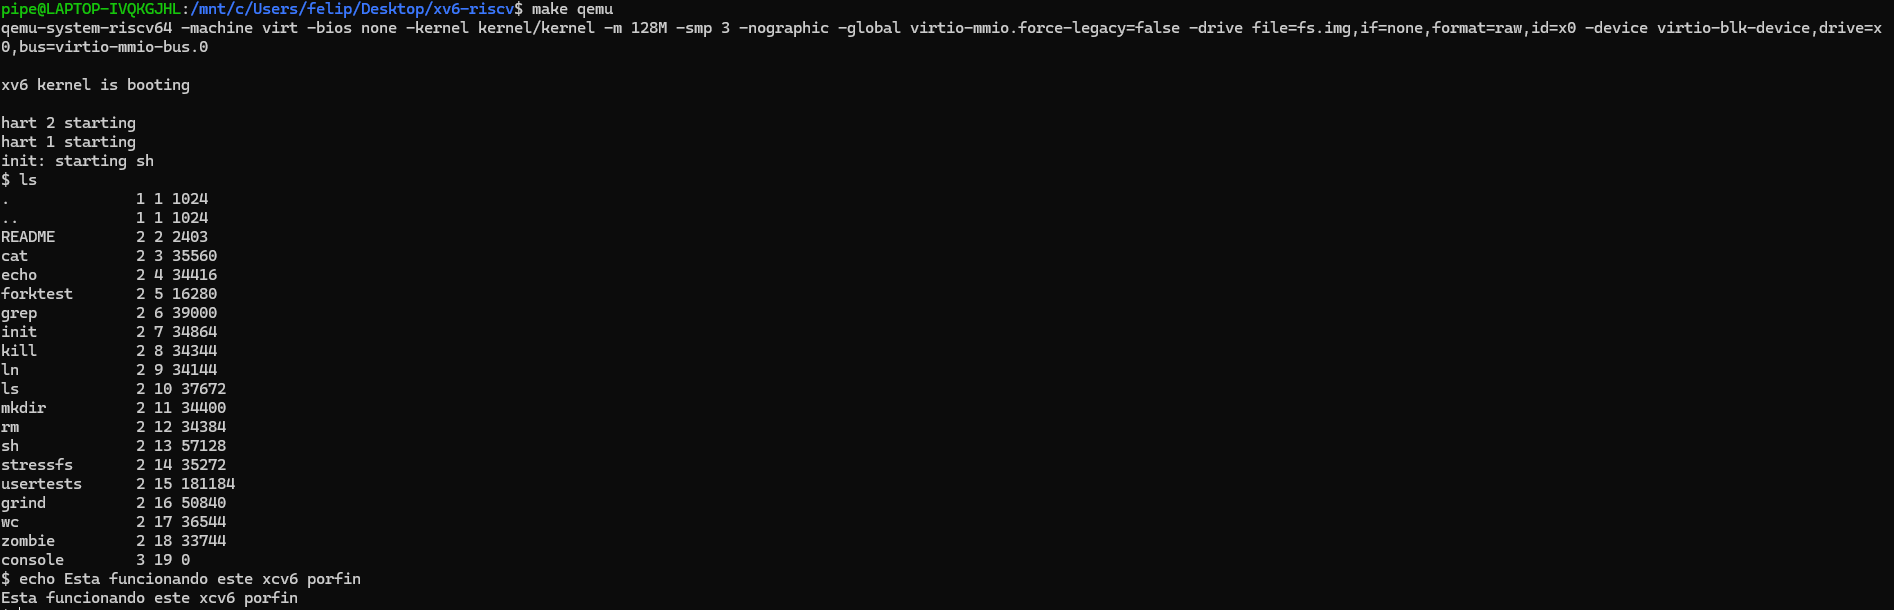 pipe@LAPTOP-IVQKGJHL:/mnt/c/Users/felip/Desktop/xv6-riscv$ make qemu
qemu-system-riscv64 -machine virt -bios none -kernel kernel/kernel -m 128M -smp 3 -nographic -global virtio-mmio.force-legacy=false -drive file=fs.img,if=none,format=raw,id=x0 -device virtio-blk-device,drive=x
0,bus=virtio-mmio-bus.0
xv6 kernel is booting
hart 2 starting
hart 1 starting
init: starting sh
$ ls
.              1 1 1024
..             1 1 1024
README         2 2 2403
cat            2 3 35560
echo           2 4 34416
forktest       2 5 16280
grep           2 6 39000
init           2 7 34864
kill           2 8 34344
ln             2 9 34144
ls             2 10 37672
mkdir          2 11 34400
rm             2 12 34384
sh             2 13 57128
stressfs       2 14 35272
usertests      2 15 181184
grind          2 16 50840
wc             2 17 36544
zombie         2 18 33744
console        3 19 0
$ echo Esta funcionando este xcv6 porfin
Esta funcionando este xcv6 porfin